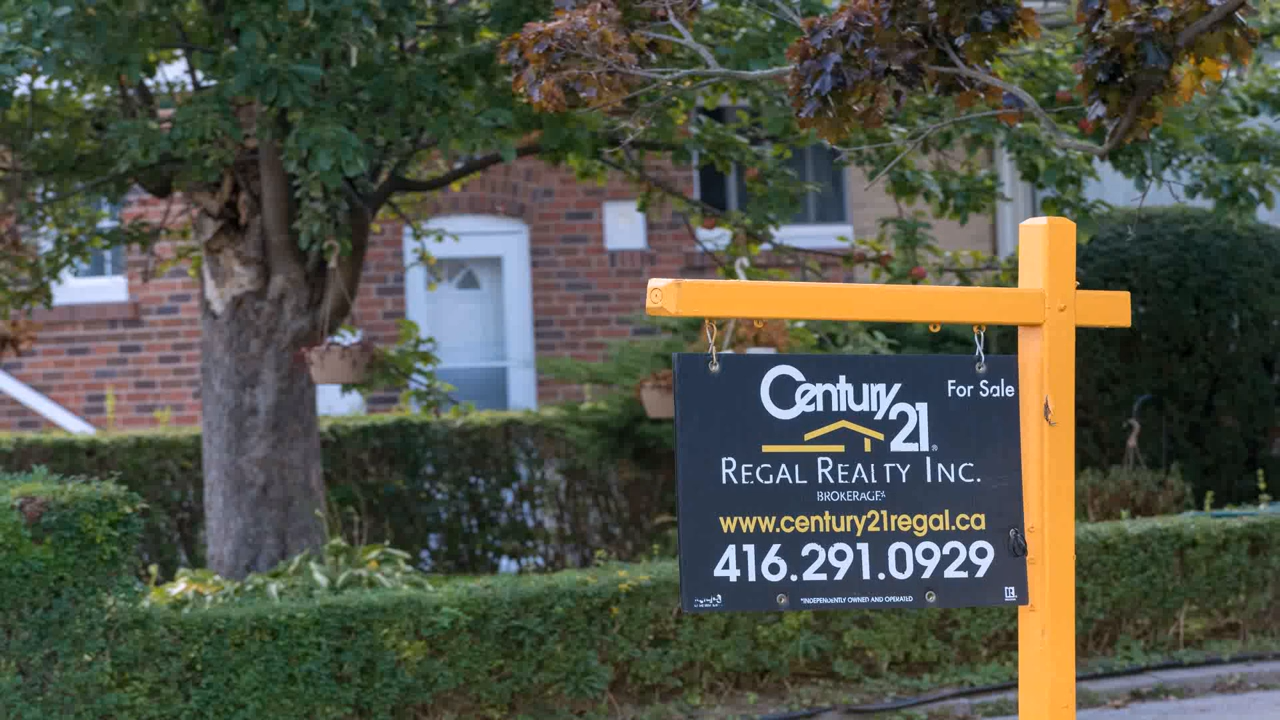 Century 21®
For Sale
REGAL REALTY INC.
BROKERAGE*
www.century21regal.ca
416.291.0929
*INDEPENDENTLY OWNED AND OPERATED